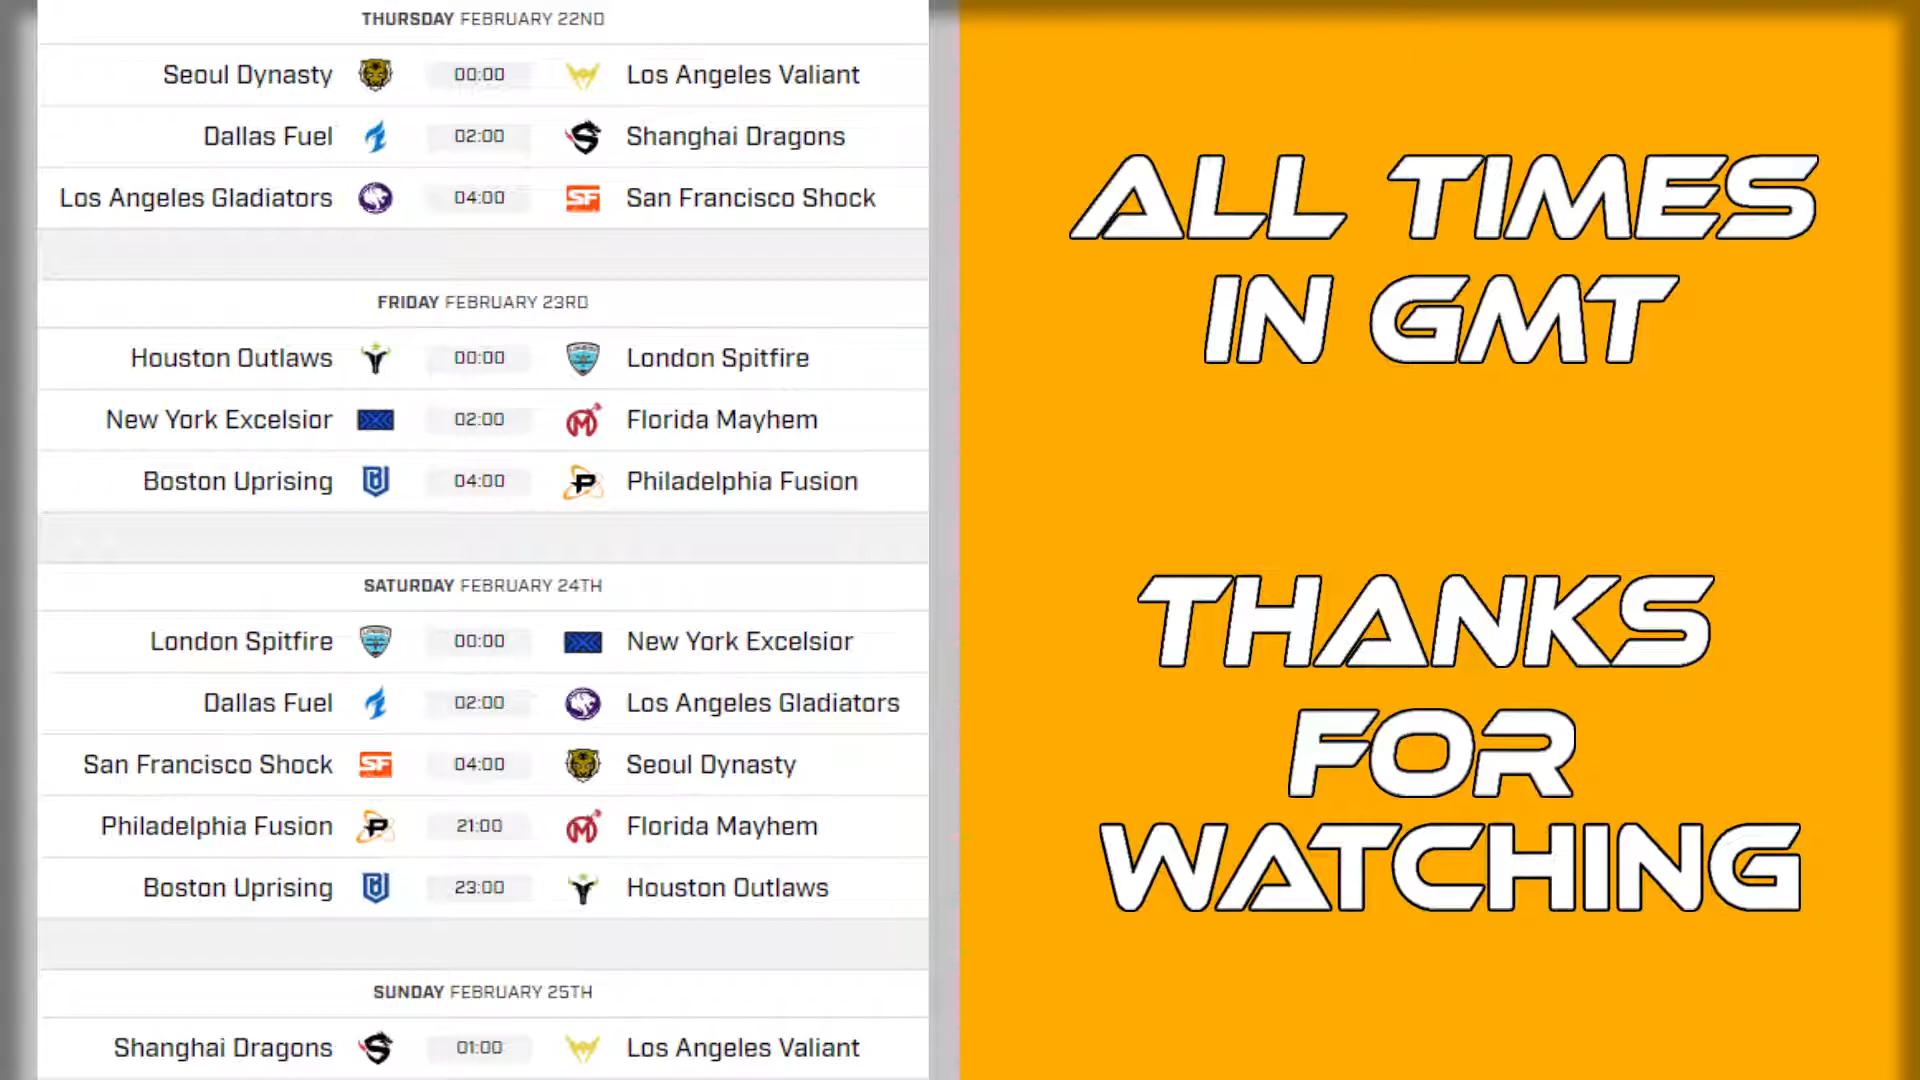 THURSDAY FEBRUARY 22ND
Seoul Dynasty 00:00 Los Angeles Valiant
Dallas Fuel 02:00 Shanghai Dragons
Los Angeles Gladiators 04:00 SF San Francisco Shock
FRIDAY FEBRUARY 23RD
Houston Outlaws 00:00 London Spitfire
New York Excelsior 02:00 M Florida Mayhem
Boston Uprising 04:00 P Philadelphia Fusion
SATURDAY FEBRUARY 24TH
London Spitfire 00:00 New York Excelsior
Dallas Fuel 02:00 Los Angeles Gladiators
San Francisco Shock SF 04:00 Seoul Dynasty
Philadelphia Fusion P 21:00 M Florida Mayhem
Boston Uprising 23:00 Houston Outlaws
SUNDAY FEBRUARY 25TH
Shanghai Dragons 01:00 Los Angeles Valiant
ALL TIMES
IN GMT
THANKS
FOR
WATCHING